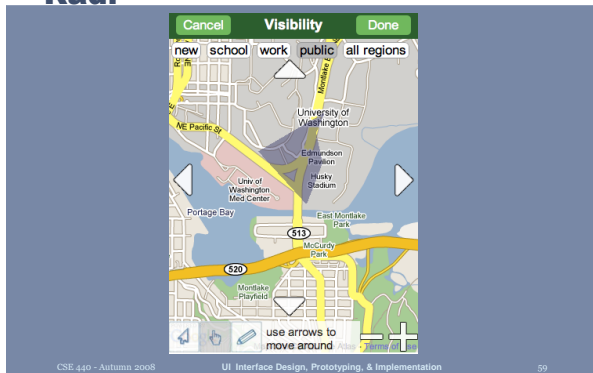 Cancel Visibility Done
new school work public all regions
Montlake
University of
Washington
NE Pacific St
Edmundson
Pavilion
Husky
Stadium
Univ of
Washington
Med Center
Portage Bay
East Montlake
Park
513
McCurdy
Park
520
Montlake
Playfield
use arrows to
move around
Terms of Use
CSE 440 - Autumn 2008 UI Interface Design, Prototyping, & Implementation 59